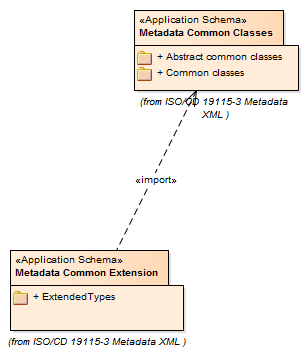 «Application Schema»
Metadata Common Classes
+ Abstract common classes
+ Common classes
(from ISO/CD 19115-3 Metadata
XML )
«import»
«Application Schema»
Metadata Common Extension
+ ExtendedTypes
(from ISO/CD 19115-3 Metadata XML )